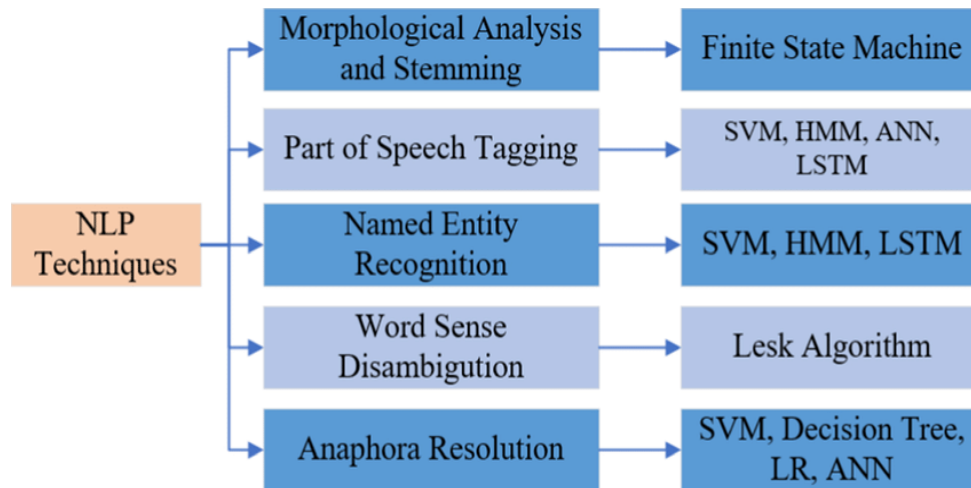 Morphological Analysis
and Stemming
Finite State Machine
Part of Speech Tagging
SVM, HMM, ANN,
LSTM
NLP
Techniques
Named Entity
Recognition
SVM, HMM, LSTM
Word Sense
Disambigution
Lesk Algorithm
Anaphora Resolution
SVM, Decision Tree,
LR, ANN